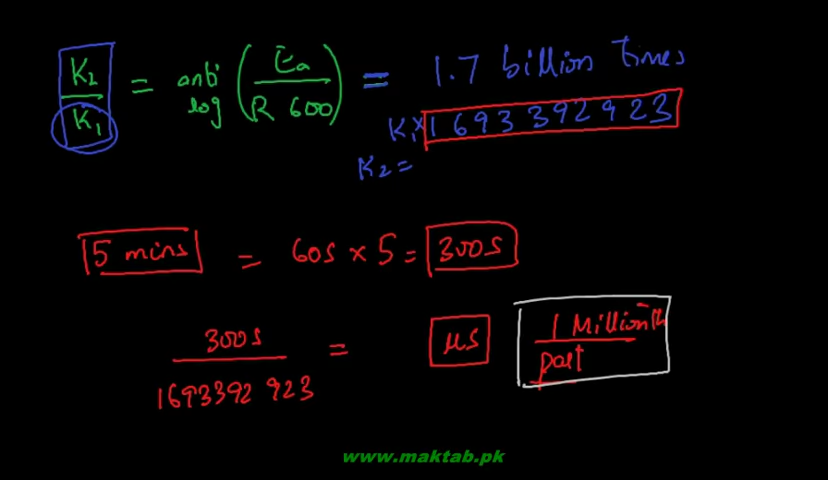 K2/K1 = anti log (Ea / R 600) = 1.7 billion Times
K1 × 1693392923
K2 =
5 mins = 60s × 5 = 300s
300s / 1693392923 = μs 1 Millionth part
www.maktab.pk